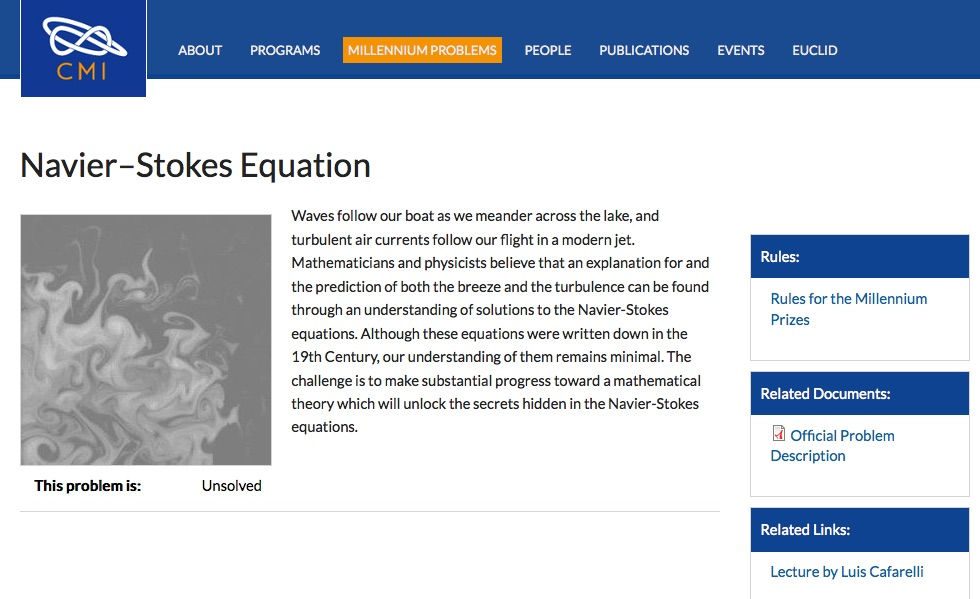 CMI
ABOUT PROGRAMS MILLENNIUM PROBLEMS PEOPLE PUBLICATIONS EVENTS EUCLID
Navier–Stokes Equation
Waves follow our boat as we meander across the lake, and
turbulent air currents follow our flight in a modern jet.
Mathematicians and physicists believe that an explanation for and
the prediction of both the breeze and the turbulence can be found
through an understanding of solutions to the Navier-Stokes
equations. Although these equations were written down in the
19th Century, our understanding of them remains minimal. The
challenge is to make substantial progress toward a mathematical
theory which will unlock the secrets hidden in the Navier-Stokes
equations.
This problem is: Unsolved
Rules:
Rules for the Millennium
Prizes
Related Documents:
Official Problem
Description
Related Links:
Lecture by Luis Cafarelli